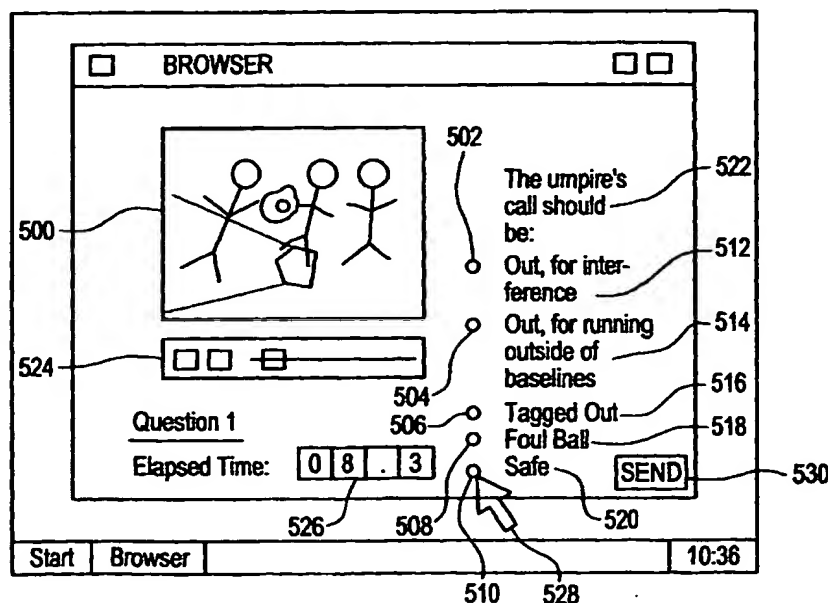 BROWSER
502
The umpire's
call should
be:
522
500
Out, for inter-
ference
512
Out, for running
outside of
baselines
514
524
504
516
506
Tagged Out
518
Question 1
Foul Ball
Elapsed Time:
08.3
Safe
SEND
530
526
508
520
Start
Browser
510
528
10:36